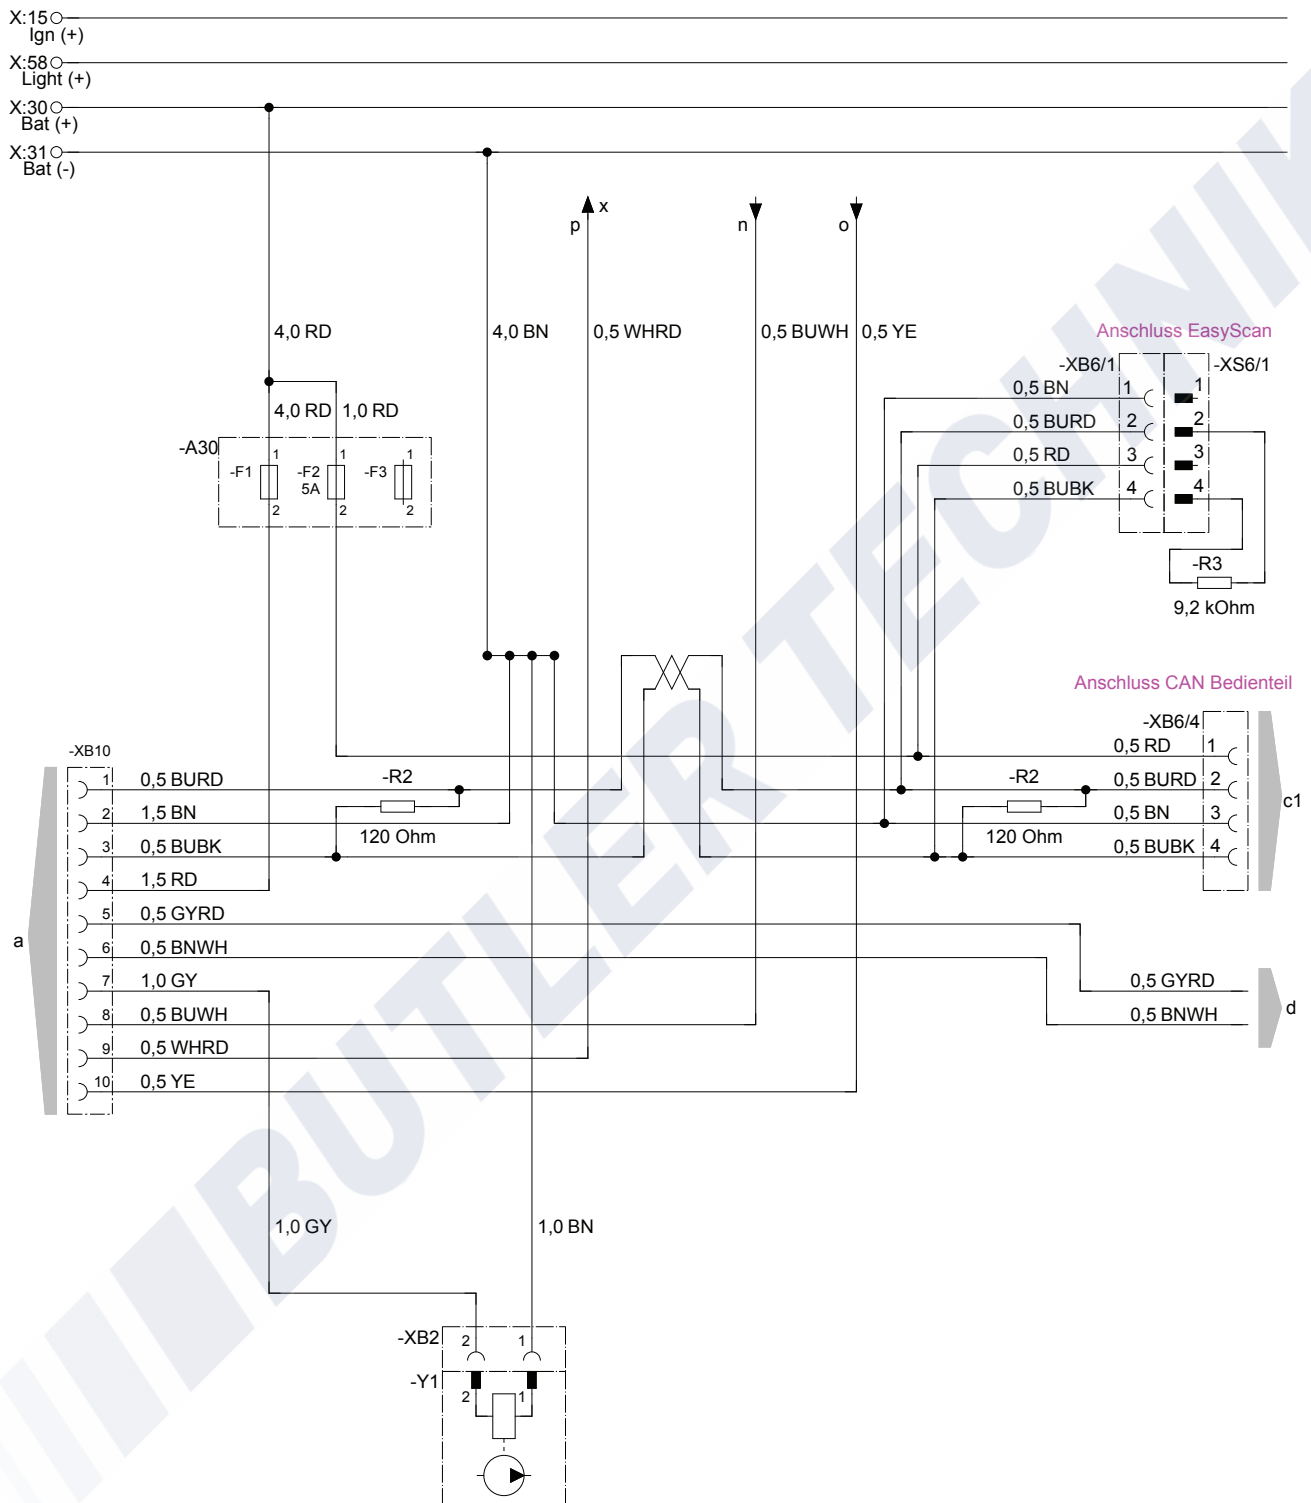 X:15
Ign (+)
X:58
Light (+)
X:30
Bat (+)
X:31
Bat (-)
p
x
n
o
4,0 RD
4,0 BN
0,5 WHRD
0,5 BUWH
0,5 YE
Anschluss EasyScan
-XB6/1
-XS6/1
0,5 BN
1
1
0,5 BURD
2
2
0,5 RD
3
3
0,5 BUBK
4
4
-R3
9,2 kOhm
4,0 RD
1,0 RD
-A30
-F1
1
2
-F2
5A
1
2
-F3
1
2
Anschluss CAN Bedienteil
-XB6/4
0,5 RD
1
0,5 BURD
2
0,5 BN
3
0,5 BUBK
4
c1
-R2
120 Ohm
-R2
120 Ohm
-XB10
a
1
0,5 BURD
2
1,5 BN
3
0,5 BUBK
4
1,5 RD
5
0,5 GYRD
6
0,5 BNWH
7
1,0 GY
8
0,5 BUWH
9
0,5 WHRD
10
0,5 YE
0,5 GYRD
0,5 BNWH
d
1,0 GY
1,0 BN
-XB2
2
1
-Y1
2
1
BUTLER TECHNIK